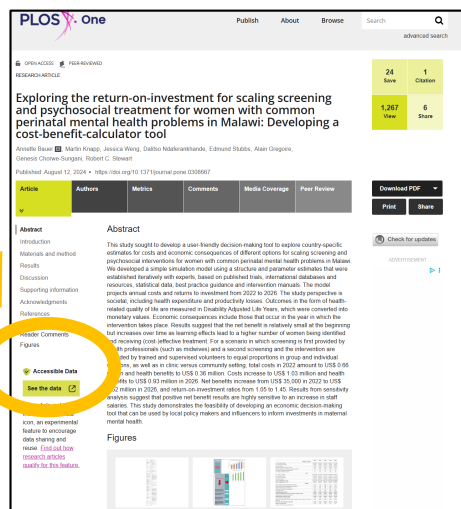 PLOS One
Publish
About
Browse
Search
advanced search
OPEN ACCESS
PEER-REVIEWED
RESEARCH ARTICLE
24
Save
1
Citation
1,267
View
6
Share
Exploring the return-on-investment for scaling screening
and psychosocial treatment for women with common
perinatal mental health problems in Malawi: Developing a
cost-benefit-calculator tool
Annette Bauer, Martin Knapp, Jessica Weng, Dalitso Ndaferankhande, Edmund Stubbs, Alain Gregoire,
Genesis Chorwe-Sungani, Robert C. Stewart
Published: August 12, 2024 • https://doi.org/10.1371/journal.pone.0308667
Article
Authors
Metrics
Comments
Media Coverage
Peer Review
Download PDF
Print
Share
Check for updates
ADVERTISEMENT
Abstract
Introduction
Materials and method
Results
Discussion
Supporting information
Acknowledgments
References
Reader Comments
Figures
Accessible Data
See the data
icon, an experimental
feature to encourage
data sharing and
reuse. Find out how
research articles
qualify for this feature.
Abstract
This study sought to develop a user-friendly decision-making tool to explore country-specific
estimates for costs and economic consequences of different options for scaling screening and
psychosocial interventions for women with common perinatal mental health problems in Malawi.
We developed a simple simulation model using a structure and parameter estimates that were
established iteratively with experts, based on published trials, international databases and
resources, statistical data, best practice guidance and intervention manuals. The model
projects annual costs and returns to investment from 2022 to 2026. The study perspective is
societal, including health expenditure and productivity losses. Outcomes in the form of health-
related quality of life are measured in Disability Adjusted Life Years, which were converted into
monetary values. Economic consequences include those that occur in the year in which the
intervention takes place. Results suggest that the net benefit is relatively small at the beginning
but increases over time as learning effects lead to a higher number of women being identified
and receiving (cost-)effective treatment. For a scenario in which screening is first provided by
health professionals (such as midwives) and a second screening and the intervention are
provided by trained and supervised volunteers to equal proportions in group and individual
sessions, as well as in clinic versus community setting, total costs in 2022 amount to US$ 0.66
million and health benefits to US$ 0.36 million. Costs increase to US$ 1.03 million and health
benefits to US$ 0.93 million in 2026. Net benefits increase from US$ 35,000 in 2022 to US$
million in 2026, and return-on-investment ratios from 1.05 to 1.45. Results from sensitivity
analysis suggest that positive net benefit results are highly sensitive to an increase in staff
salaries. This study demonstrates the feasibility of developing an economic decision-making
tool that can be used by local policy makers and influencers to inform investments in maternal
mental health.
Figures